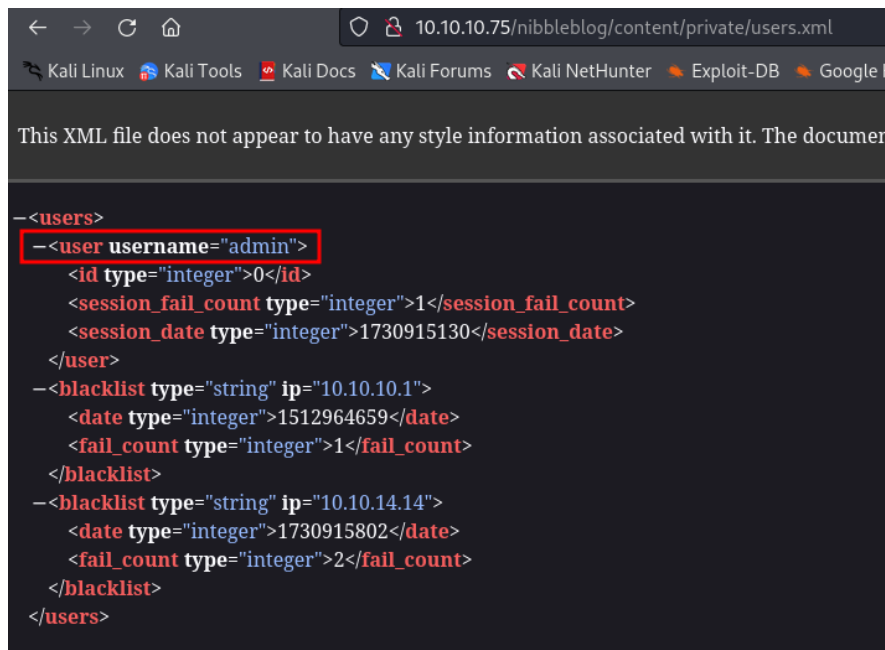 10.10.10.75/nibbleblog/content/private/users.xml
Kali Linux Kali Tools Kali Docs Kali Forums Kali NetHunter Exploit-DB Google
This XML file does not appear to have any style information associated with it. The documen
−<users>
−<user username="admin">
<id type="integer">0</id>
<session_fail_count type="integer">1</session_fail_count>
<session_date type="integer">1730915130</session_date>
</user>
−<blacklist type="string" ip="10.10.10.1">
<date type="integer">1512964659</date>
<fail_count type="integer">1</fail_count>
</blacklist>
−<blacklist type="string" ip="10.10.14.14">
<date type="integer">1730915802</date>
<fail_count type="integer">2</fail_count>
</blacklist>
</users>